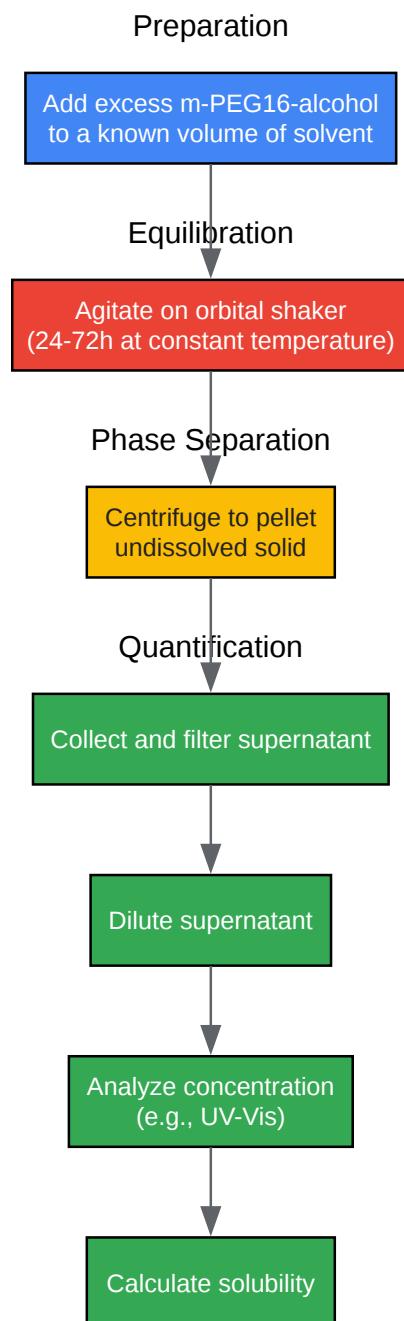 Preparation
Add excess m-PEG16-alcohol
to a known volume of solvent
Equilibration
Agitate on orbital shaker
(24-72h at constant temperature)
Phase Separation
Centrifuge to pellet
undissolved solid
Quantification
Collect and filter supernatant
Dilute supernatant
Analyze concentration
(e.g., UV-Vis)
Calculate solubility